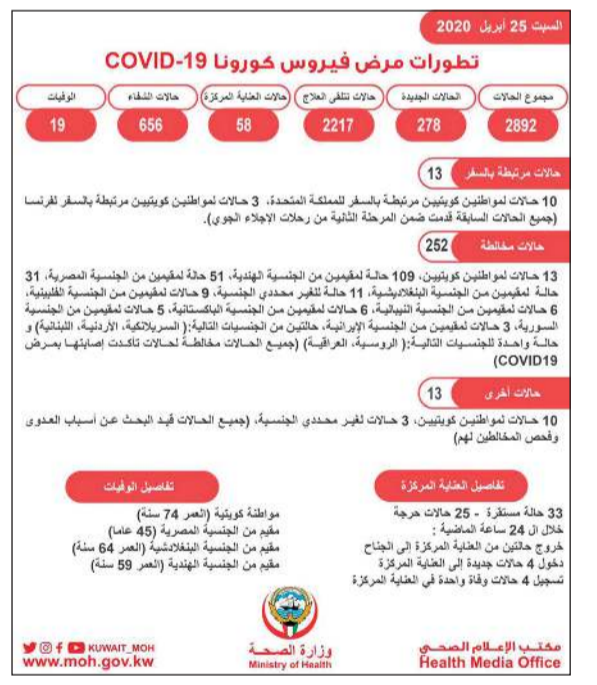 السبت 25 أبريل 2020
تطورات مرض فيروس كورونا COVID-19
مجموع الحالات
2892
الحالات الجديدة
278
حالات تتلقى العلاج
2217
حالات العناية المركزة
58
حالات الشفاء
656
الوفيات
19
حالات مرتبطة بالسفر 13
10 حالات لمواطنين كويتيين مرتبطة بالسفر للمملكة المتحدة، 3 حالات لمواطنين كويتيين مرتبطة بالسفر لفرنسا
(جميع الحالات السابقة قدمت ضمن المرحلة الثانية من رحلات الإجلاء الجوي).
حالات مخالطة 252
13 حالات لمواطنين كويتيين، 109 حالة لمقيمين من الجنسية الهندية، 51 حالة لمقيمين من الجنسية المصرية، 31
حالة لمقيمين من الجنسية البنغلاديشية، 11 حالة للغير محددي الجنسية، 9 حالات لمقيمين من الجنسية الفلبينية،
6 حالات لمقيمين من الجنسية النيبالية، 6 حالات لمقيمين من الجنسية الباكستانية، 5 حالات لمقيمين من الجنسية
السورية، 3 حالات لمقيمين من الجنسية الإيرانية، حالتين من الجنسيات التالية:( السريلانكية، الأردنية، اللبنانية) و
حالة واحدة للجنسيات التالية:( الروسية، العراقية) (جميع الحالات مخالطة لحالات تأكدت إصابتها بمرض
COVID19)
حالات أخرى 13
10 حالات لمواطنين كويتيين، 3 حالات لغير محددي الجنسية، (جميع الحالات قيد البحث عن أسباب العدوى
وفحص المخالطين لهم)
تفاصيل العناية المركزة
33 حالة مستقرة - 25 حالات حرجة
خلال ال 24 ساعة الماضية :
خروج حالتين من العناية المركزة إلى الجناح
دخول 4 حالات جديدة إلى العناية المركزة
تسجيل 4 حالات وفاة واحدة في العناية المركزة
تفاصيل الوفيات
مواطنة كويتية (العمر 74 سنة)
مقيم من الجنسية المصرية (45 عاما)
مقيم من الجنسية البنغلادشية (العمر 64 سنة)
مقيم من الجنسية الهندية (العمر 59 سنة)
مكتب الإعلام الصحي
Health Media Office
وزارة الصحة
Ministry of Health
KUWAIT_MOH
www.moh.gov.kw